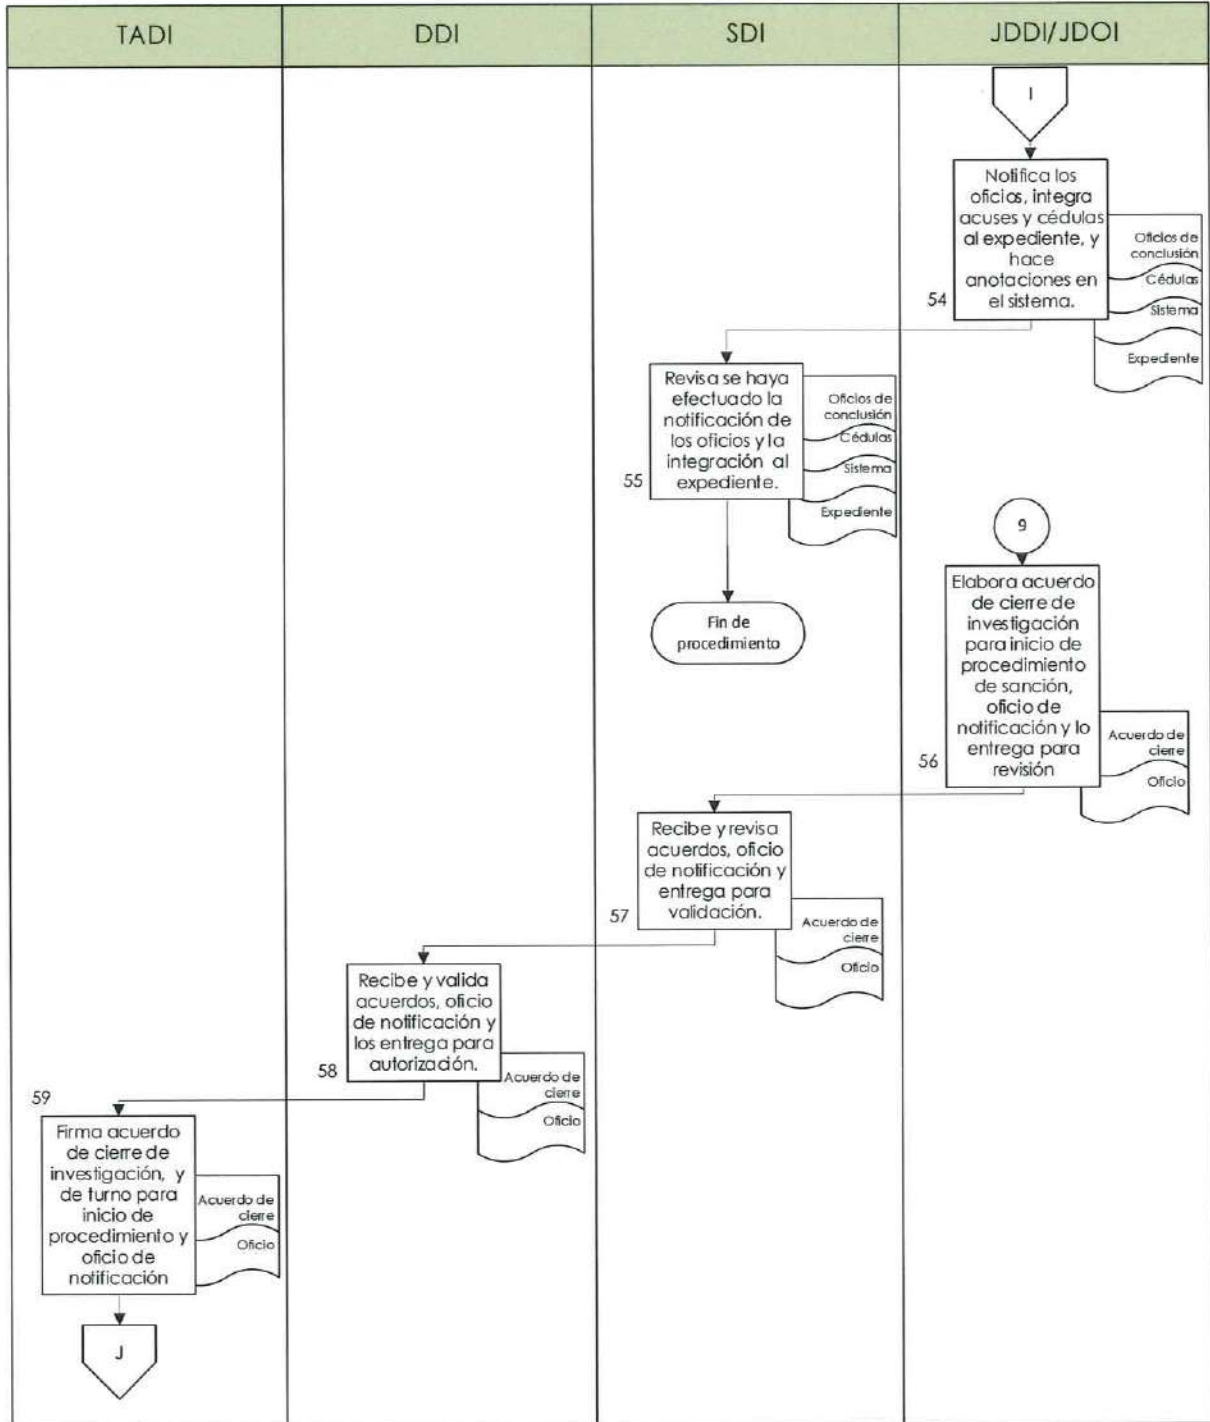 TADI
DDI
SDI
JDDI/JDOI
I
Notifica los
oficios, integra
acuses y cédulas
al expediente, y
hace
anotaciones en
el sistema.
54
Oficios de
conclusión
Cédulas
Sistema
Expediente
Revisa se haya
efectuado la
notificación de
los oficios y la
integración al
expediente.
55
Oficios de
conclusión
Cédulas
Sistema
Expediente
Fin de
procedimiento
9
Elabora acuerdo
de cierre de
investigación
para inicio de
procedimiento
de sanción,
oficio de
notificación y lo
entrega para
revisión
56
Acuerdo de
cierre
Oficio
Recibe y revisa
acuerdos, oficio
de notificación y
entrega para
validación.
57
Acuerdo de
cierre
Oficio
Recibe y valida
acuerdos, oficio
de notificación y
los entrega para
autorización.
58
Acuerdo de
cierre
Oficio
59
Firma acuerdo
de cierre de
investigación, y
de turno para
inicio de
procedimiento y
oficio de
notificación
Acuerdo de
cierre
Oficio
J